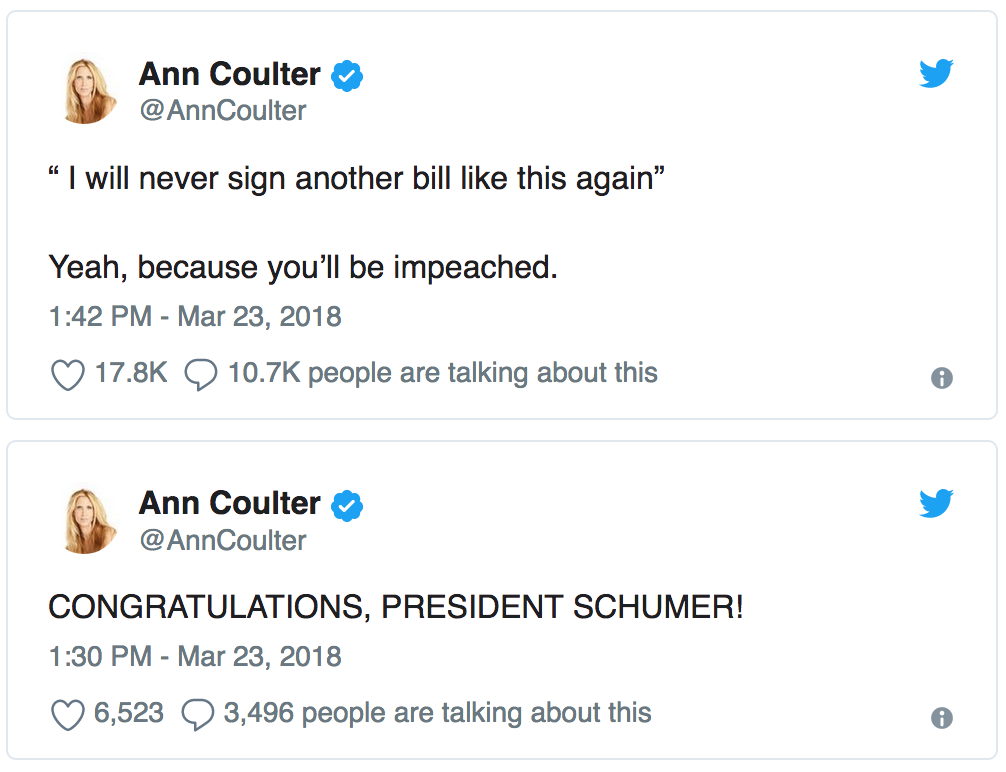 Ann Coulter
@AnnCoulter
“ I will never sign another bill like this again”
Yeah, because you’ll be impeached.
1:42 PM - Mar 23, 2018
17.8K 10.7K people are talking about this
Ann Coulter
@AnnCoulter
CONGRATULATIONS, PRESIDENT SCHUMER!
1:30 PM - Mar 23, 2018
6,523 3,496 people are talking about this